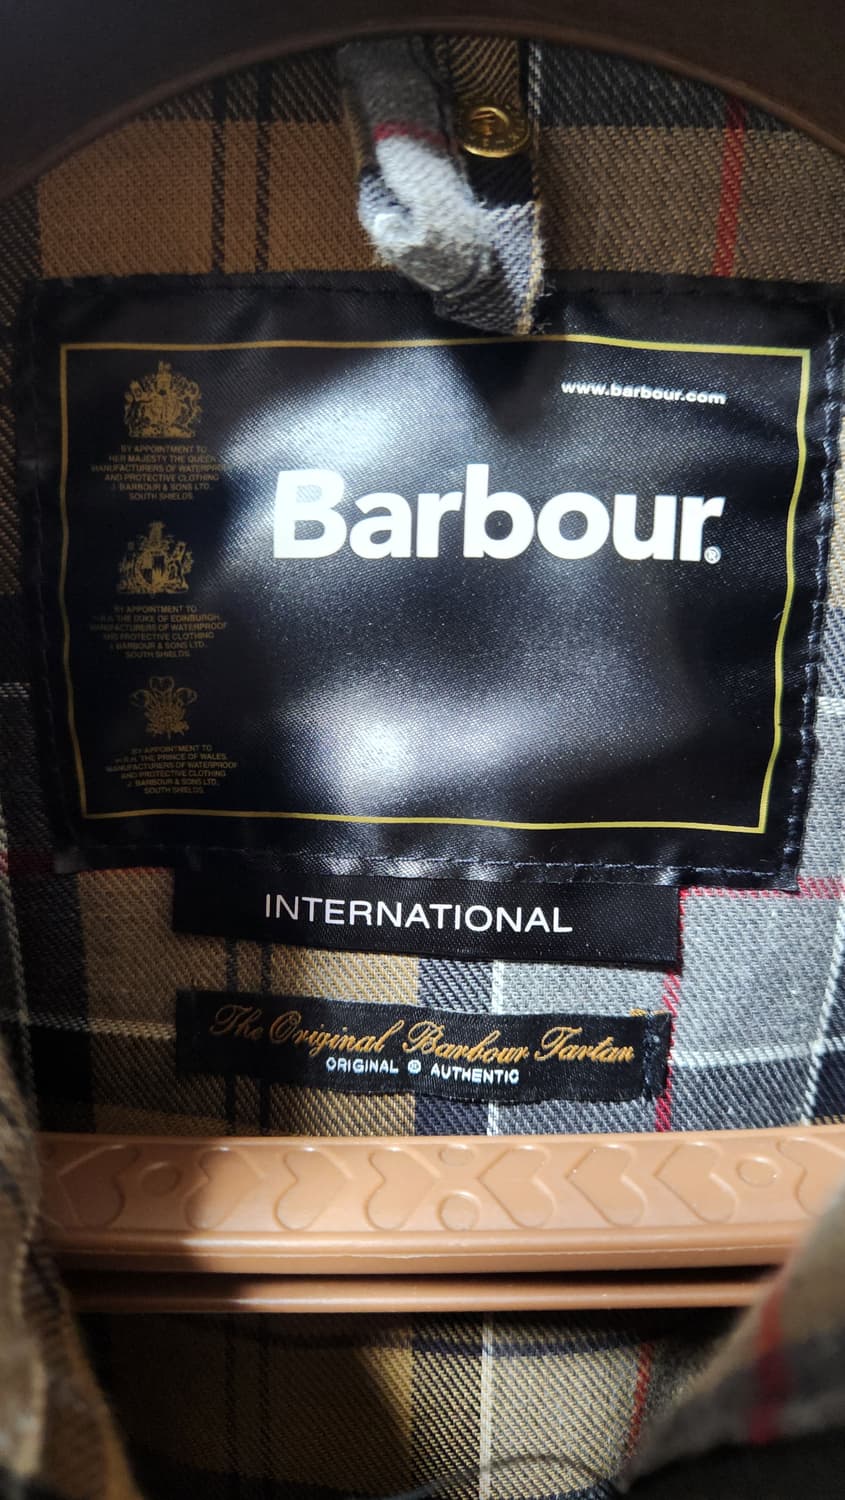 www.barbour.com
Barbour®
BY APPOINTMENT TO
HER MAJESTY THE QUEEN
MANUFACTURERS OF WATERPROOF
AND PROTECTIVE CLOTHING
J. BARBOUR & SONS LTD.,
SOUTH SHIELDS.
BY APPOINTMENT TO
H.R.H. THE DUKE OF EDINBURGH,
MANUFACTURERS OF WATERPROOF
AND PROTECTIVE CLOTHING
J. BARBOUR & SONS LTD.,
SOUTH SHIELDS.
BY APPOINTMENT TO
H.R.H. THE PRINCE OF WALES,
MANUFACTURERS OF WATERPROOF
AND PROTECTIVE CLOTHING
J. BARBOUR & SONS LTD.,
SOUTH SHIELDS.
INTERNATIONAL
The Original Barbour Tartan
ORIGINAL ® AUTHENTIC